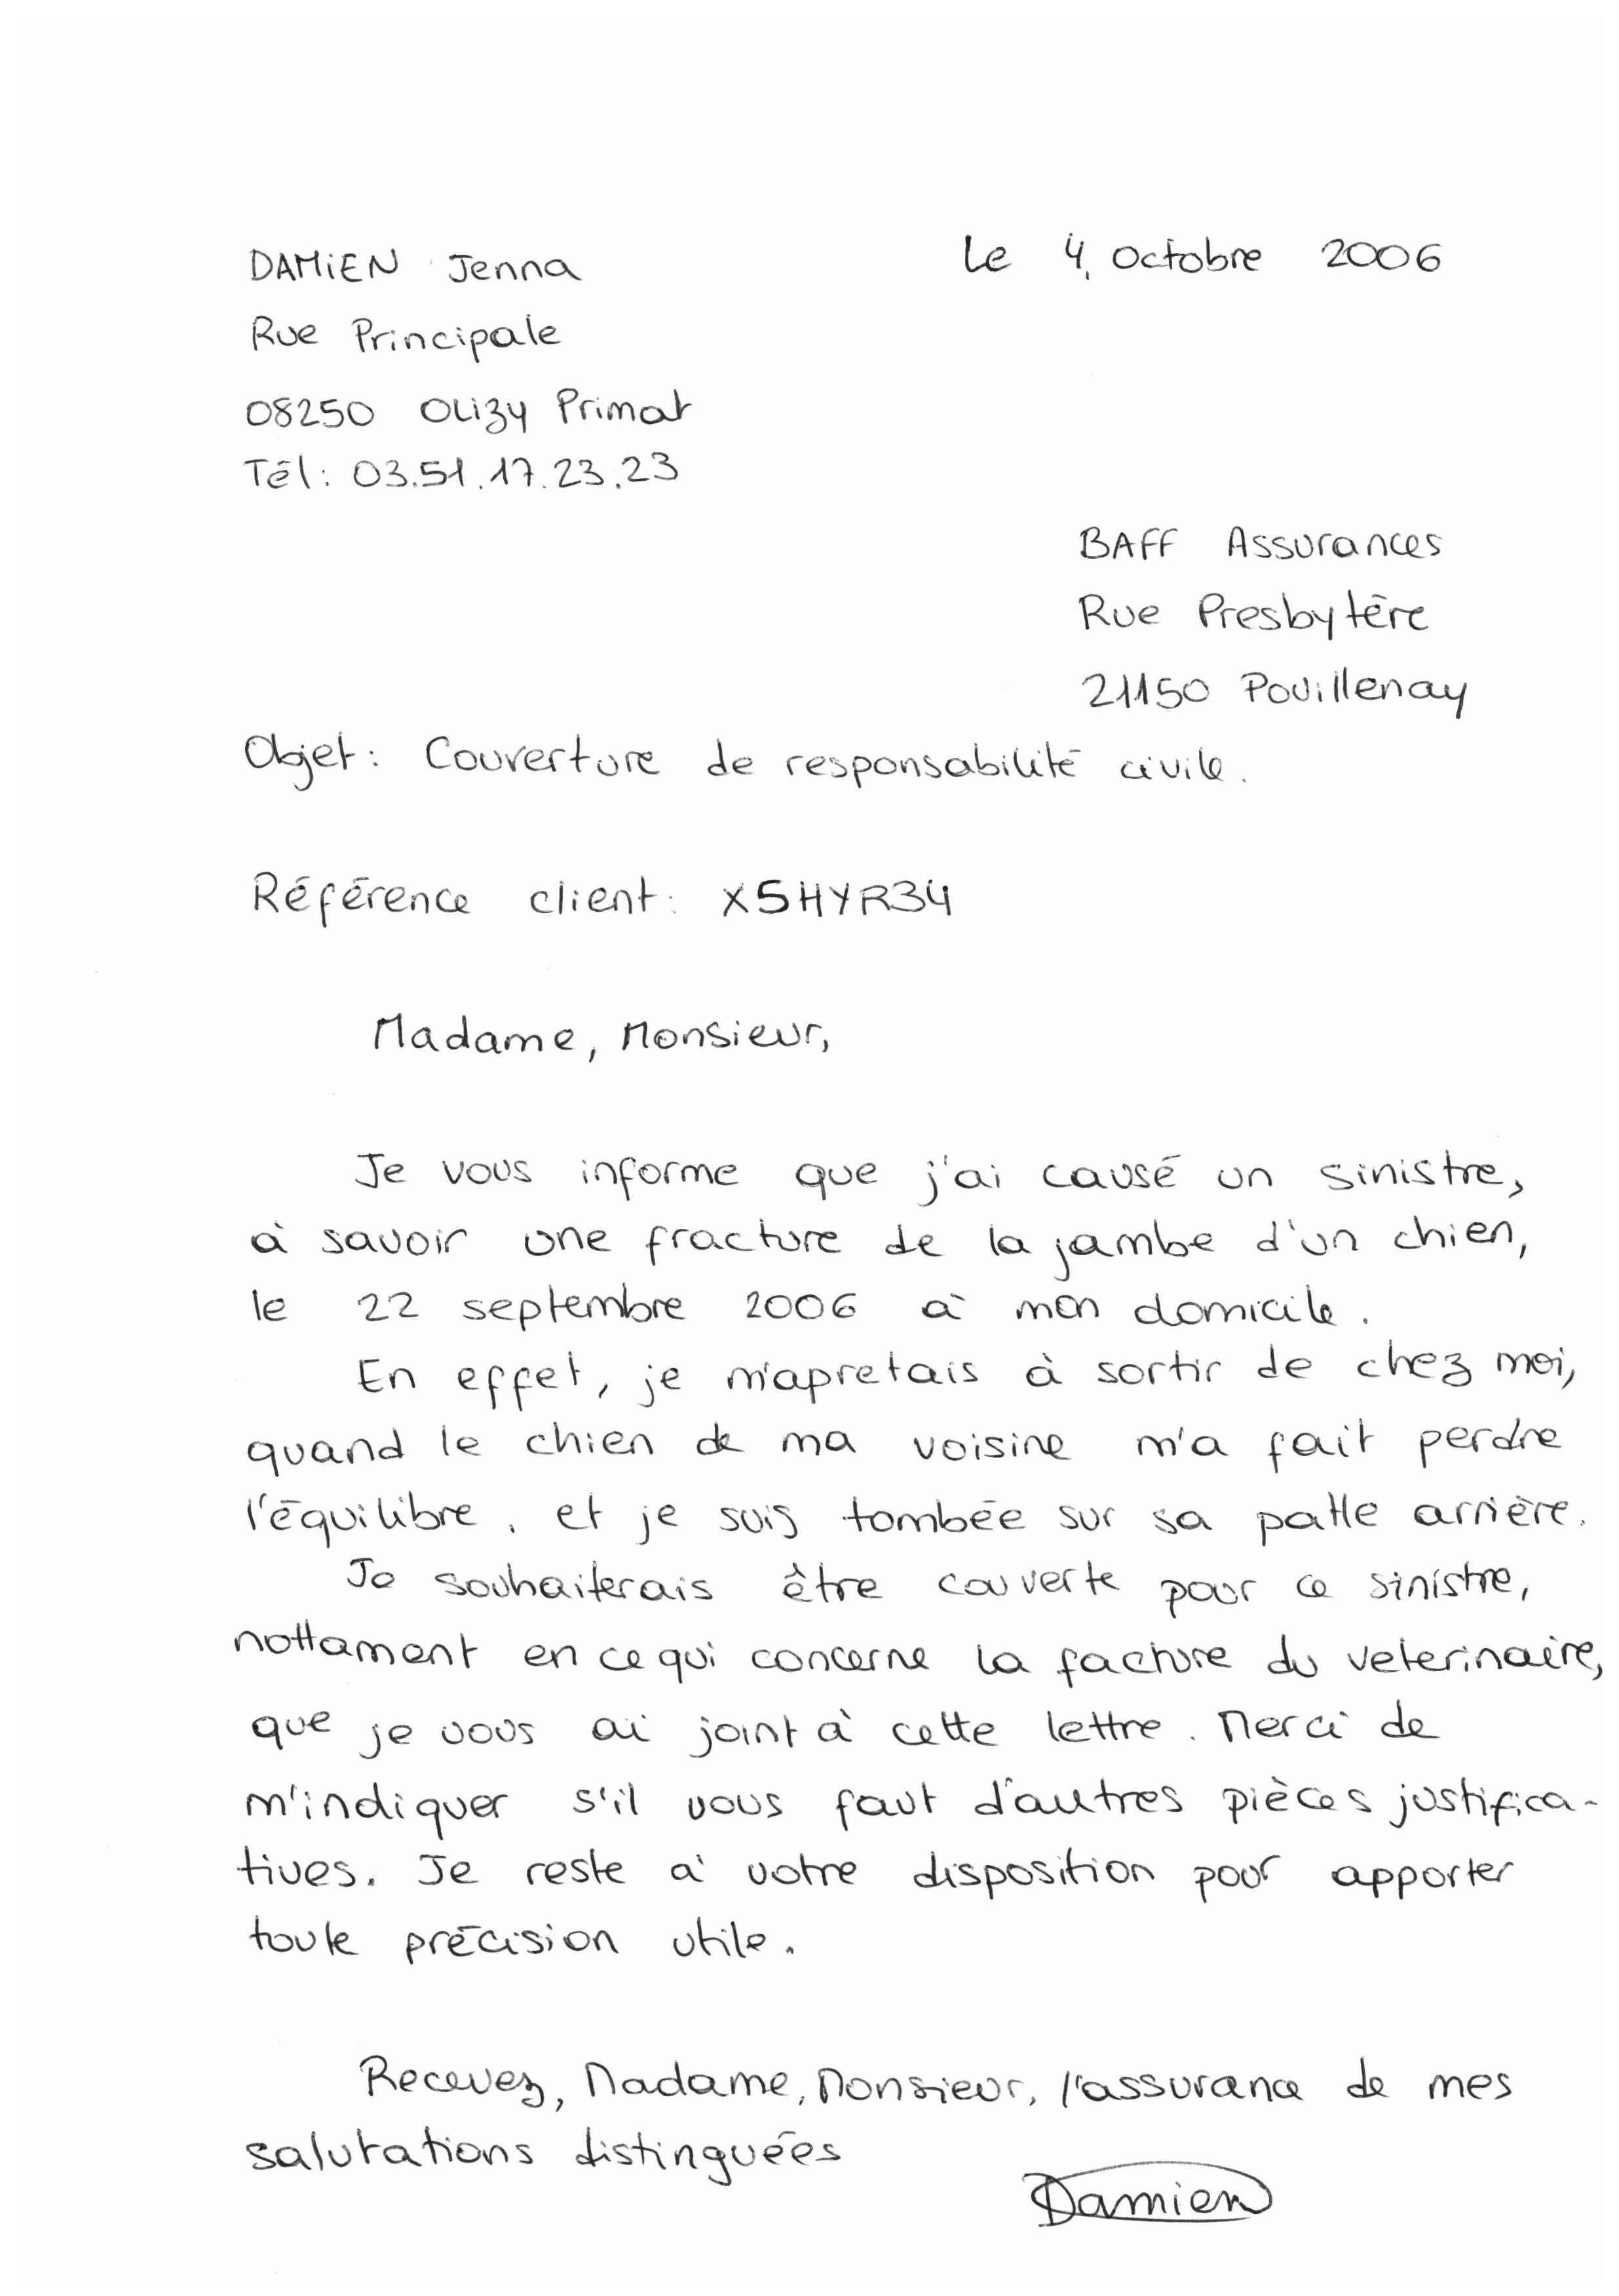 DAMiEN Jenna
Le 4, octobre 2006
Rue Principale
08250 Olizy Primat
Tél: 03.51.17.23.23
BAFF Assurances
Rue Presbytère
21150 Pouillenay
Objet: Couverture de responsabilité civile.
Référence client: X5HYR34
Madame, Monsieur,
Je vous informe que j'ai causé un sinistre,
à savoir une fracture de la jambe d'un chien,
le 22 septembre 2006 à mon domicile.
En effet, je m'apretais à sortir de chez moi,
quand le chien de ma voisine m'a fait perdre
l'équilibre, et je suis tombée sur sa patte arrière.
Je souhaiterais être couverte pour ce sinistre,
nottament en ce qui concerne la facture du veterinaire,
que je vous ai joint à cette lettre. Merci de
m'indiquer s'il vous faut d'autres pièces justifica-
tives. Je reste à votre disposition pour apporter
toute précision utile.
Recevez, Madame, Monsieur, l'assurance de mes
salutations distinguées
Damien